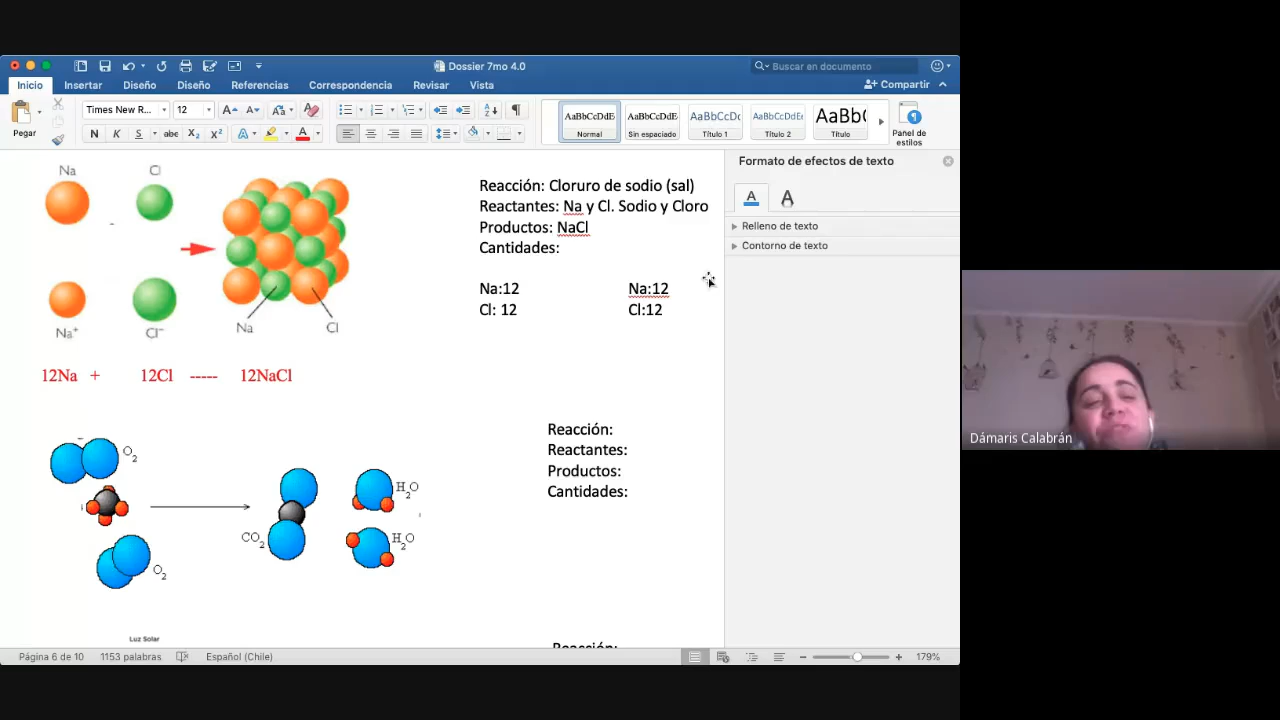 Dossier 7mo 4.0
Buscar en documento
Inicio
Insertar
Diseño
Diseño
Referencias
Correspondencia
Revisar
Vista
Compartir
Pegar
Times New R...
12
N K S abc X₂ X²
AaBbCcDdE
Normal
AaBbCcDdE
Sin espaciado
AaBbCcDc
Título 1
AaBbCcDdE
Título 2
AaBbC
Título
Panel de
estilos
Formato de efectos de texto
Relleno de texto
Contorno de texto
Na
Cl
Na⁺
Cl⁻
Na
Cl
12Na + 12Cl ----- 12NaCl
Reacción: Cloruro de sodio (sal)
Reactantes: Na y Cl. Sodio y Cloro
Productos: NaCl
Cantidades:
Na:12 Na:12
Cl: 12 Cl:12
O₂
O₂
CO₂
H₂O
H₂O
Reacción:
Reactantes:
Productos:
Cantidades:
Luz Solar
Reacción:
Página 6 de 10
1153 palabras
Español (Chile)
179%
Dámaris Calabrán